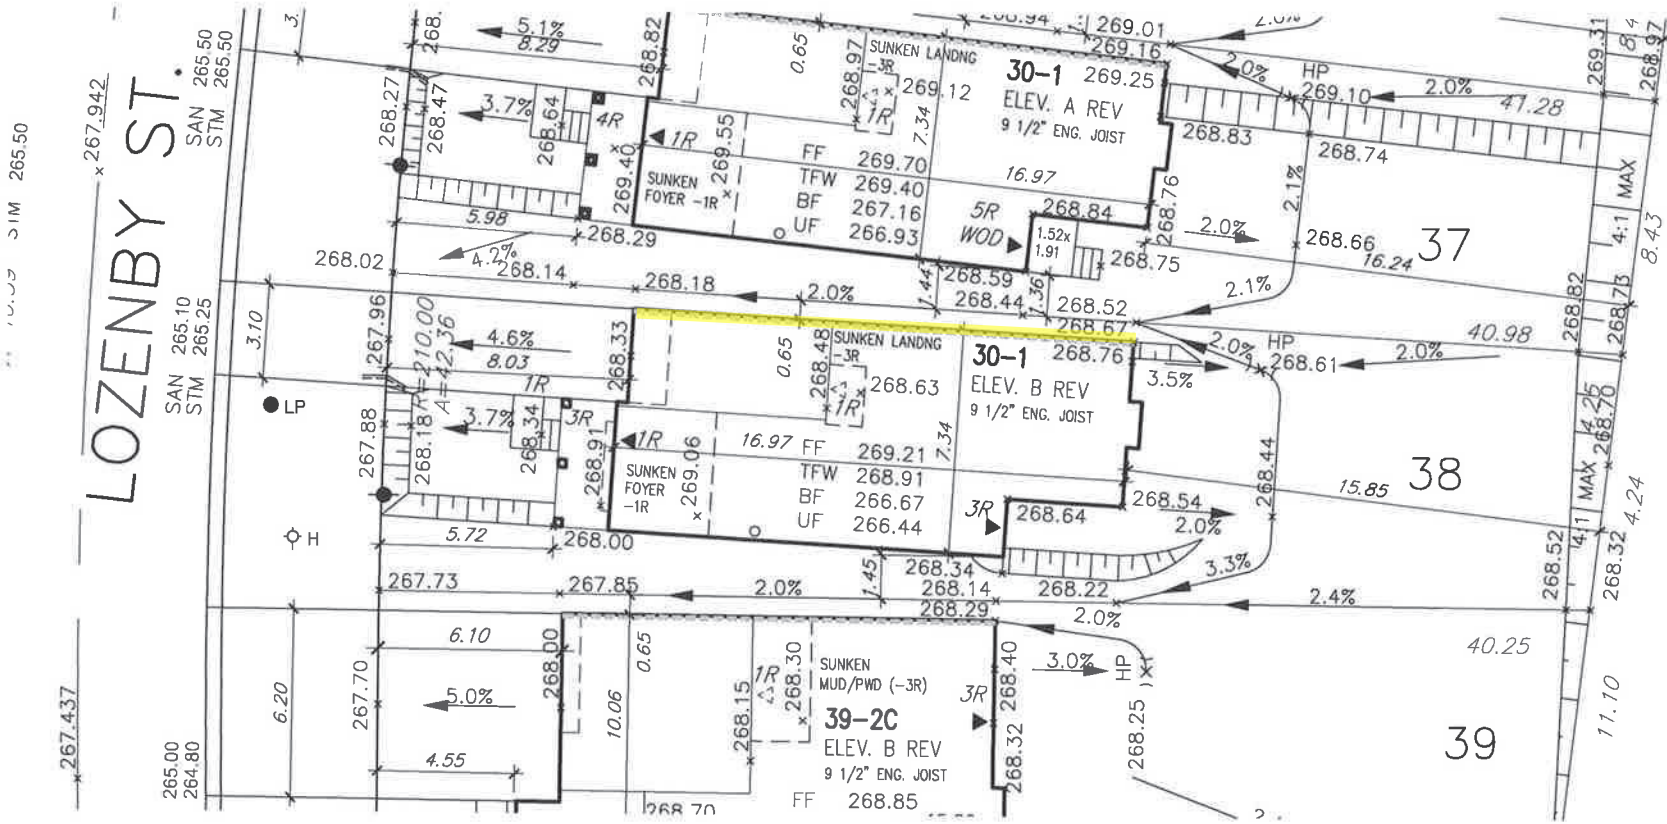 LOZENBY ST.
× 267.942
267.437
SAN 265.50
STM 265.50
SAN 265.10
STM 265.25
265.00
264.80
STM 265.50
3.10
6.20
LP
H
R=210.00
A=42.36
268.27
268.47
268.02
267.96
267.88
268.18
267.73
267.70
5.1%
8.29
268.82
3.7%
268.64
4R
269.40
5.98
268.29
4.2%
268.14
268.18
2.0%
0.65
268.97
SUNKEN LANDNG
-3R
269.12
1R
30-1
ELEV. A REV
9 1/2" ENG. JOIST
269.01
269.16
269.25
1R
269.55
SUNKEN
FOYER -1R
7.34
16.97
FF 269.70
TFW 269.40
BF 267.16
UF 266.93
5R
WOD
1.52x
1.91
268.84
268.76
268.75
1.44
268.59
268.44
1.36
268.52
268.67
2.0%
HP
269.10
2.0%
41.28
268.83
268.74
2.1%
2.0%
268.66
2.1%
37
16.24
269.31
268.97
4:1 MAX
8.43
268.82
268.73
4.6%
8.03
268.33
1R
3.7%
268.34
3R
268.91
5.72
268.00
0.65
268.48
SUNKEN LANDNG
-3R
268.63
1R
30-1
ELEV. B REV
9 1/2" ENG. JOIST
268.76
1R
269.06
SUNKEN
FOYER
-1R
16.97
7.34
FF 269.21
TFW 268.91
BF 266.67
UF 266.44
3R
268.64
268.54
2.0%
3.5%
2.0%
HP
268.61
2.0%
40.98
268.44
38
15.85
4.25
268.70
4:1 MAX
4.24
268.52
268.32
267.85
2.0%
1.45
268.34
268.14
268.29
268.22
3.3%
2.0%
2.4%
6.10
268.00
5.0%
4.55
10.06
0.65
1R
268.30
268.15
SUNKEN
MUD/PWD (-3R)
39-2C
ELEV. B REV
9 1/2" ENG. JOIST
FF 268.85
268.70
3R
268.40
268.32
3.0%
HP
268.25
39
40.25
11.10